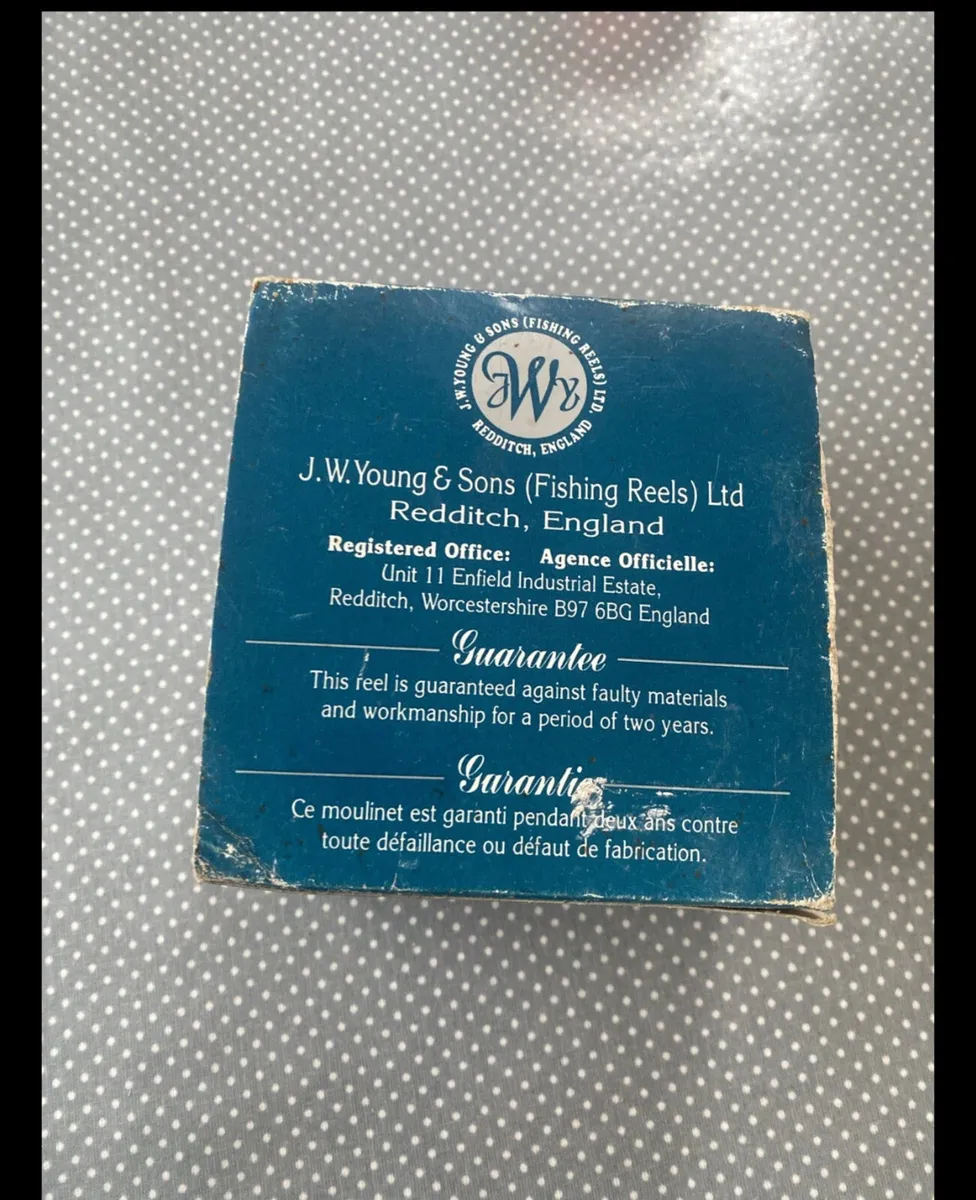 J.W.YOUNG & SONS (FISHING REELS) LTD.
REDDITCH, ENGLAND
JWY
J.W.Young & Sons (Fishing Reels) Ltd
Redditch, England
Registered Office: Agence Officielle:
Unit 11 Enfield Industrial Estate,
Redditch, Worcestershire B97 6BG England
Guarantee
This reel is guaranteed against faulty materials
and workmanship for a period of two years.
Garantie
Ce moulinet est garanti pendant deux ans contre
toute défaillance ou défaut de fabrication.